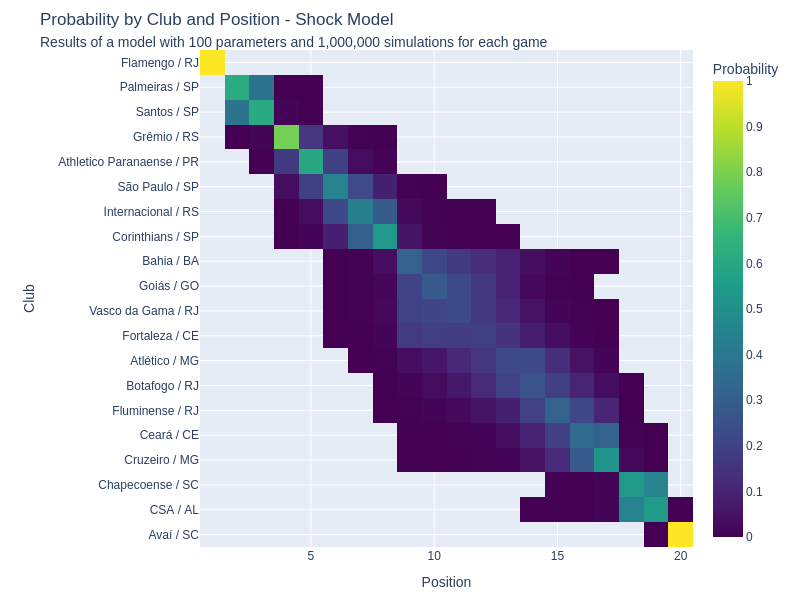 Probability by Club and Position - Shock Model
Results of a model with 100 parameters and 1,000,000 simulations for each game
Probability
Club
Flamengo / RJ
Palmeiras / SP
Santos / SP
Grêmio / RS
Athletico Paranaense / PR
São Paulo / SP
Internacional / RS
Corinthians / SP
Bahia / BA
Goiás / GO
Vasco da Gama / RJ
Fortaleza / CE
Atlético / MG
Botafogo / RJ
Fluminense / RJ
Ceará / CE
Cruzeiro / MG
Chapecoense / SC
CSA / AL
Avaí / SC
5 10 15 20
Position
1
0.9
0.8
0.7
0.6
0.5
0.4
0.3
0.2
0.1
0